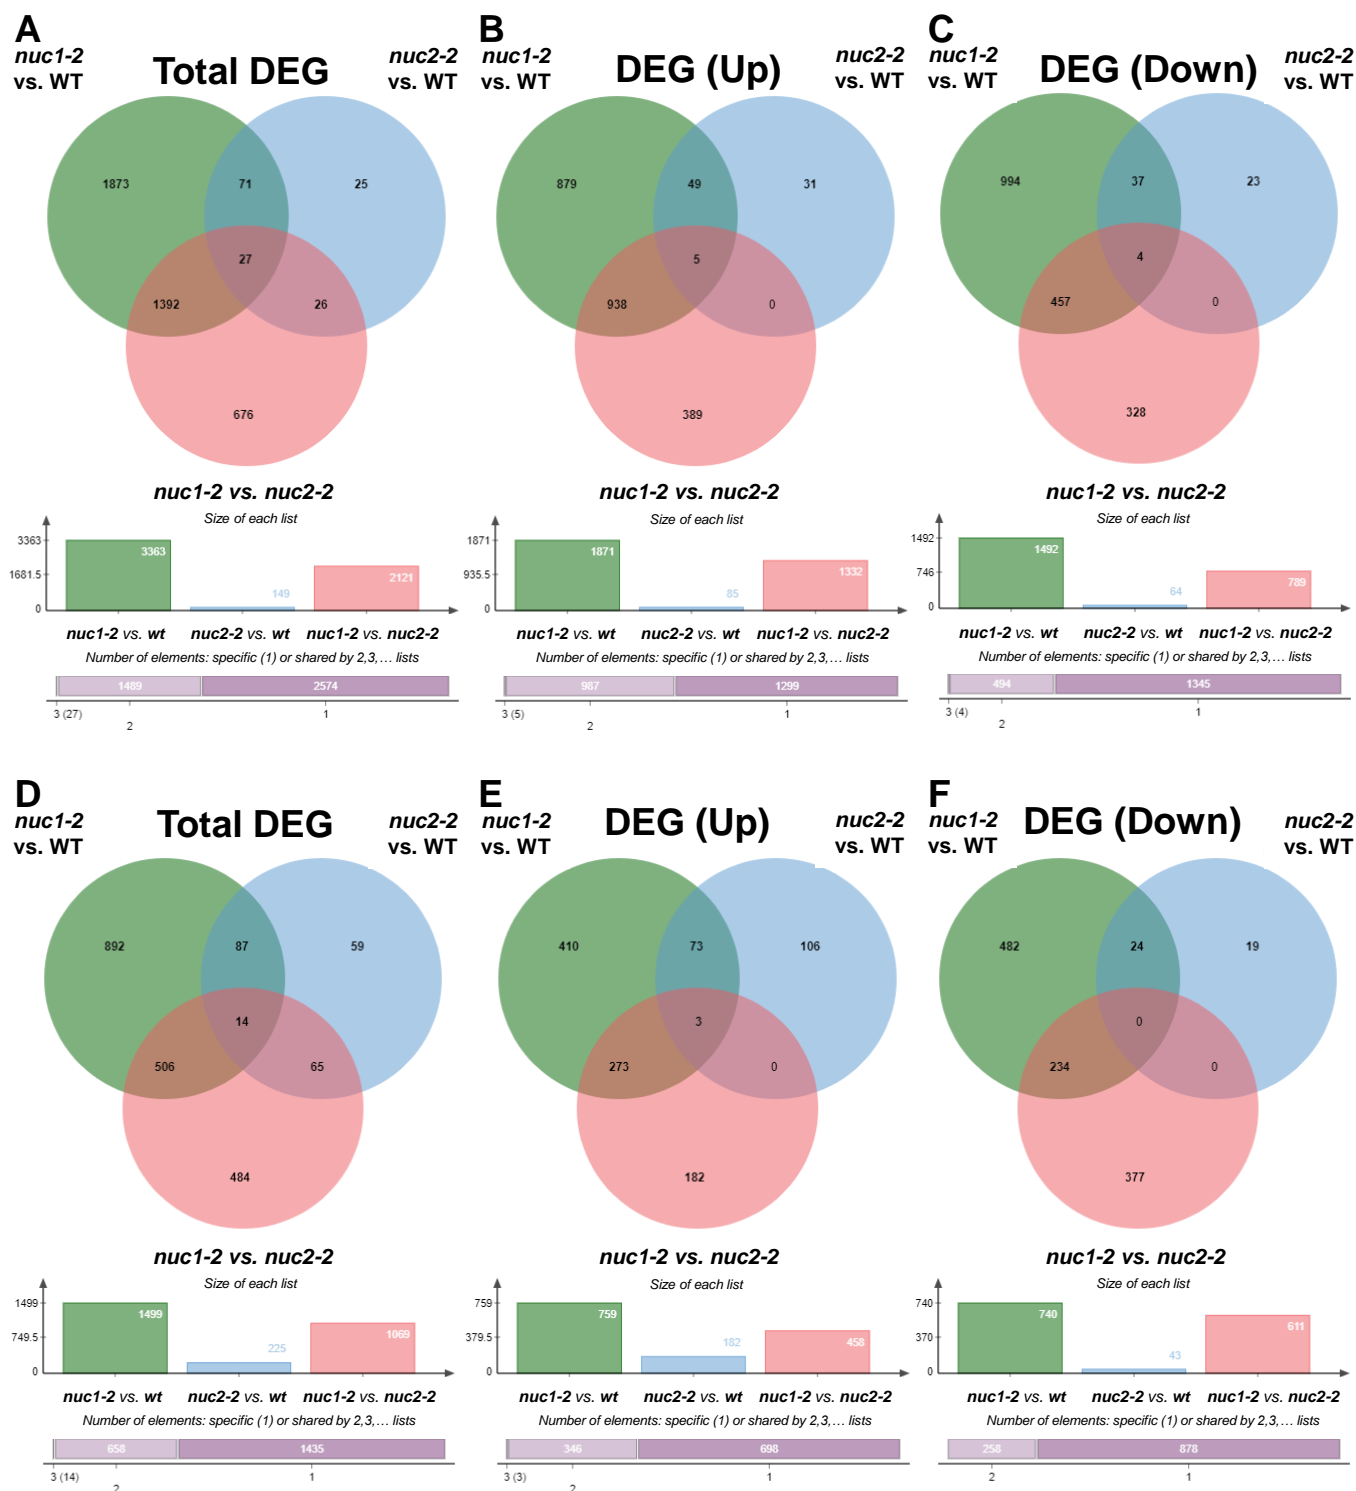 A
nuc1-2
vs. WT
Total DEG
nuc2-2
vs. WT
1873
71
25
27
1392
26
676
nuc1-2 vs. nuc2-2
Size of each list
3363
1681.5
0
3363
149
2121
nuc1-2 vs. wt nuc2-2 vs. wt nuc1-2 vs. nuc2-2
Number of elements: specific (1) or shared by 2,3,... lists
1489
2574
3 (27)
2
1
B
nuc1-2
vs. WT
DEG (Up)
nuc2-2
vs. WT
879
49
31
5
938
0
389
nuc1-2 vs. nuc2-2
Size of each list
1871
935.5
0
1871
85
1332
nuc1-2 vs. wt nuc2-2 vs. wt nuc1-2 vs. nuc2-2
Number of elements: specific (1) or shared by 2,3,... lists
987
1299
3 (5)
2
1
C
nuc1-2
vs. WT
DEG (Down)
nuc2-2
vs. WT
994
37
23
4
457
0
328
nuc1-2 vs. nuc2-2
Size of each list
1492
746
0
1492
64
789
nuc1-2 vs. wt nuc2-2 vs. wt nuc1-2 vs. nuc2-2
Number of elements: specific (1) or shared by 2,3,... lists
494
1345
3 (4)
2
1
D
nuc1-2
vs. WT
Total DEG
nuc2-2
vs. WT
892
87
59
14
506
65
484
nuc1-2 vs. nuc2-2
Size of each list
1499
749.5
0
1499
225
1069
nuc1-2 vs. wt nuc2-2 vs. wt nuc1-2 vs. nuc2-2
Number of elements: specific (1) or shared by 2,3,... lists
658
1435
3 (14)
2
1
E
nuc1-2
vs. WT
DEG (Up)
nuc2-2
vs. WT
410
73
106
3
273
0
182
nuc1-2 vs. nuc2-2
Size of each list
759
379.5
0
759
182
458
nuc1-2 vs. wt nuc2-2 vs. wt nuc1-2 vs. nuc2-2
Number of elements: specific (1) or shared by 2,3,... lists
346
698
3 (3)
2
1
F
nuc1-2
vs. WT
DEG (Down)
nuc2-2
vs. WT
482
24
19
0
234
0
377
nuc1-2 vs. nuc2-2
Size of each list
740
370
0
740
43
611
nuc1-2 vs. wt nuc2-2 vs. wt nuc1-2 vs. nuc2-2
Number of elements: specific (1) or shared by 2,3,... lists
258
878
2
1